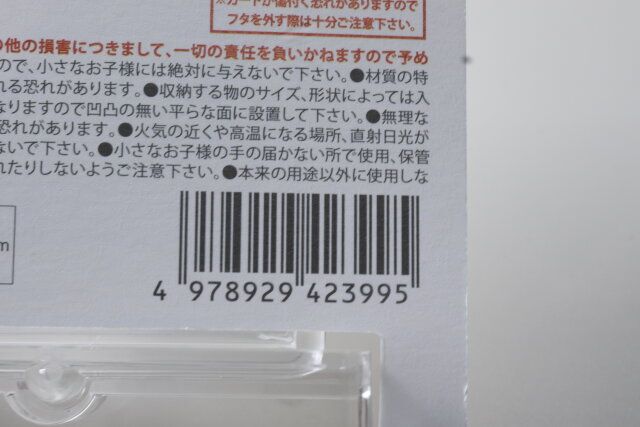 ※カードが傷付く恐れがありますので
フタを外す際は十分ご注意下さい。
の他の損害につきまして、一切の責任を負いかねますので予め
ので、小さなお子様には絶対に与えないで下さい。●材質の特
れる恐れがあります。●収納する物のサイズ、形状によっては入
なりますので凹凸の無い平らな面に設置して下さい。●無理な
恐れがあります。●火気の近くや高温になる場所、直射日光が
ないで下さい。●小さなお子様の手の届かない所で使用、保管
れたりしないようご注意下さい。●本来の用途以外に使用しな
m
4 978929 423995